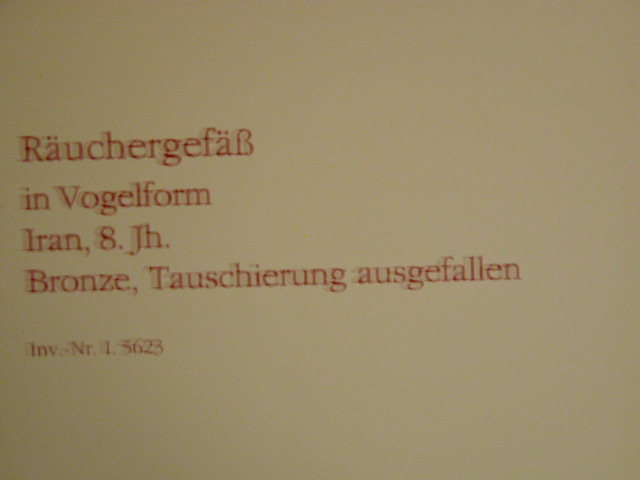 Räuchergefäß
in Vogelform
Iran, 8. Jh.
Bronze, Tauschierung ausgefallen
Inv.-Nr. I. 5623